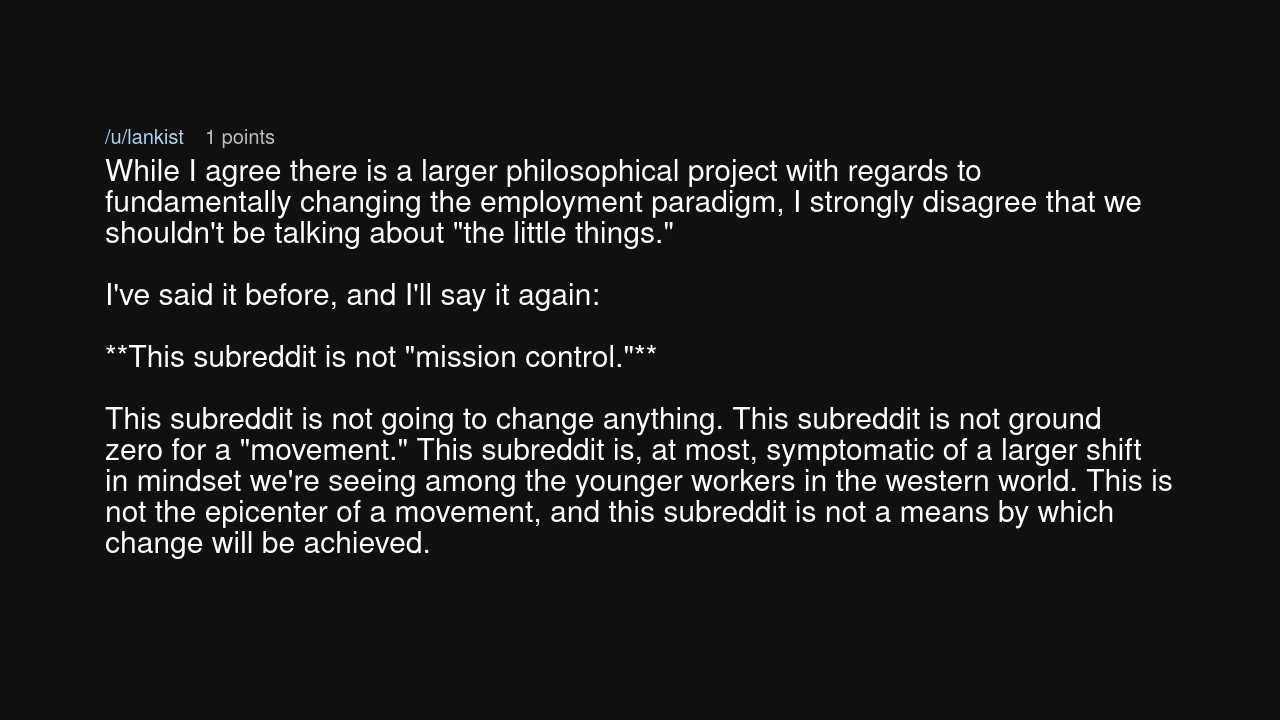 /u/lankist 1 points
While I agree there is a larger philosophical project with regards to
fundamentally changing the employment paradigm, I strongly disagree that we
shouldn't be talking about "the little things."
I've said it before, and I'll say it again:
**This subreddit is not "mission control."**
This subreddit is not going to change anything. This subreddit is not ground
zero for a "movement." This subreddit is, at most, symptomatic of a larger shift
in mindset we're seeing among the younger workers in the western world. This is
not the epicenter of a movement, and this subreddit is not a means by which
change will be achieved.